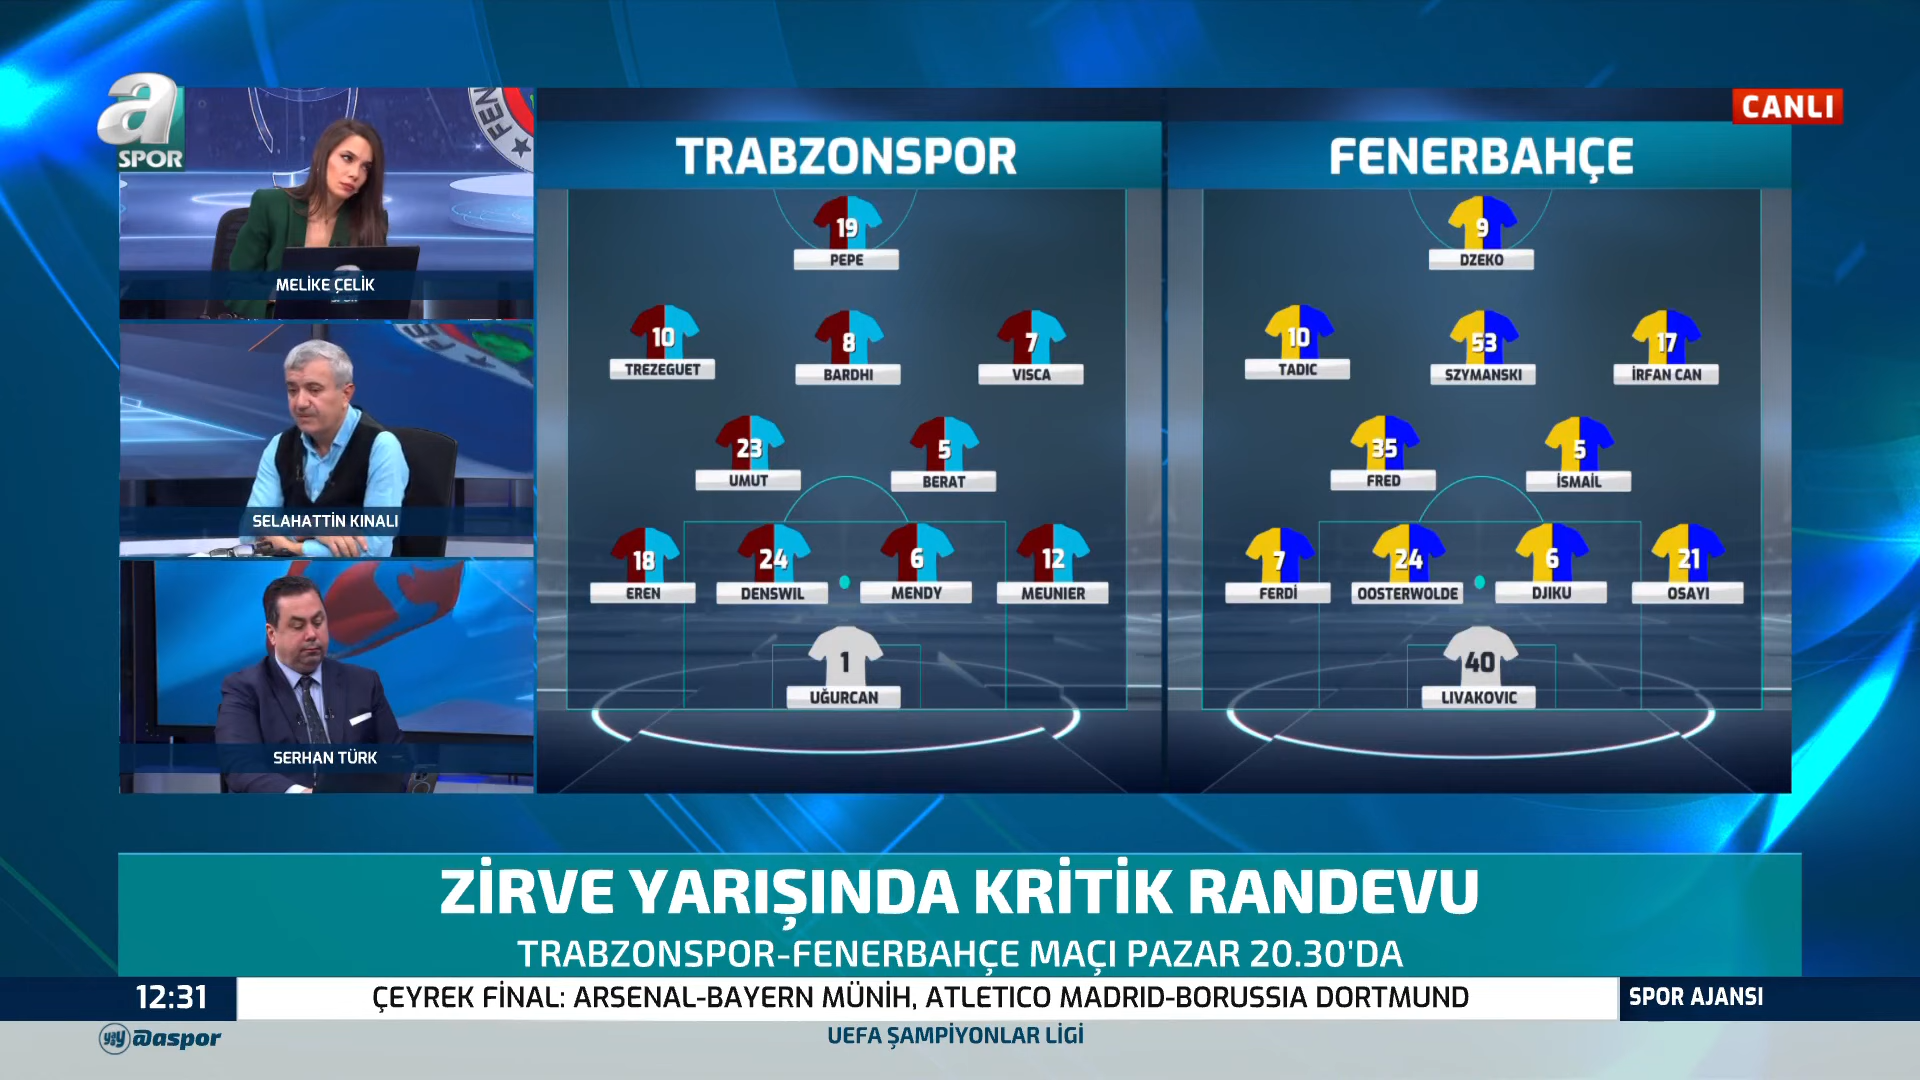 a
SPOR
CANLI
FEN
MELİKE ÇELİK
SELAHATTİN KINALI
SERHAN TÜRK
TRABZONSPOR
19
PEPE
10
TREZEGUET
8
BARDHI
7
VISCA
23
UMUT
5
BERAT
18
EREN
24
DENSWIL
6
MENDY
12
MEUNIER
1
UĞURCAN
FENERBAHÇE
9
DZEKO
10
TADIC
53
SZYMANSKI
17
İRFAN CAN
35
FRED
5
İSMAİL
7
FERDİ
24
OOSTERWOLDE
6
DJIKU
21
OSAYI
40
LIVAKOVIC
ZİRVE YARIŞINDA KRİTİK RANDEVU
TRABZONSPOR-FENERBAHÇE MAÇI PAZAR 20.30'DA
12:31
ÇEYREK FİNAL: ARSENAL-BAYERN MÜNİH, ATLETICO MADRID-BORUSSIA DORTMUND
SPOR AJANSI
@aspor
UEFA ŞAMPİYONLAR LİGİ